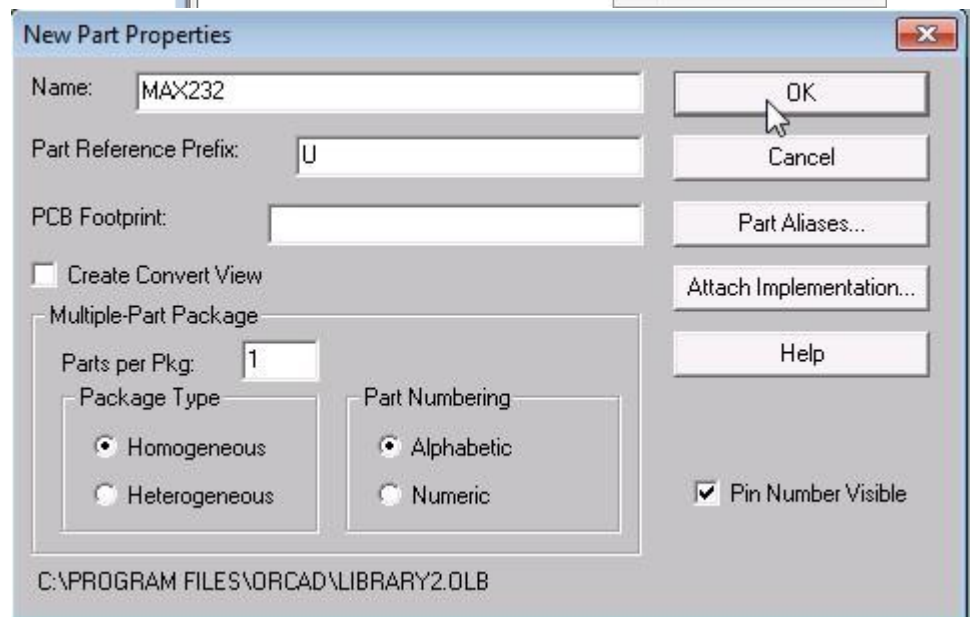 New Part Properties
Name: MAX232
OK
Part Reference Prefix: U
Cancel
PCB Footprint:
Part Aliases...
Create Convert View
Attach Implementation...
Multiple-Part Package
Parts per Pkg: 1
Help
Package Type
Part Numbering
Homogeneous
Alphabetic
Heterogeneous
Numeric
Pin Number Visible
C:\PROGRAM FILES\ORCAD\LIBRARY2.OLB